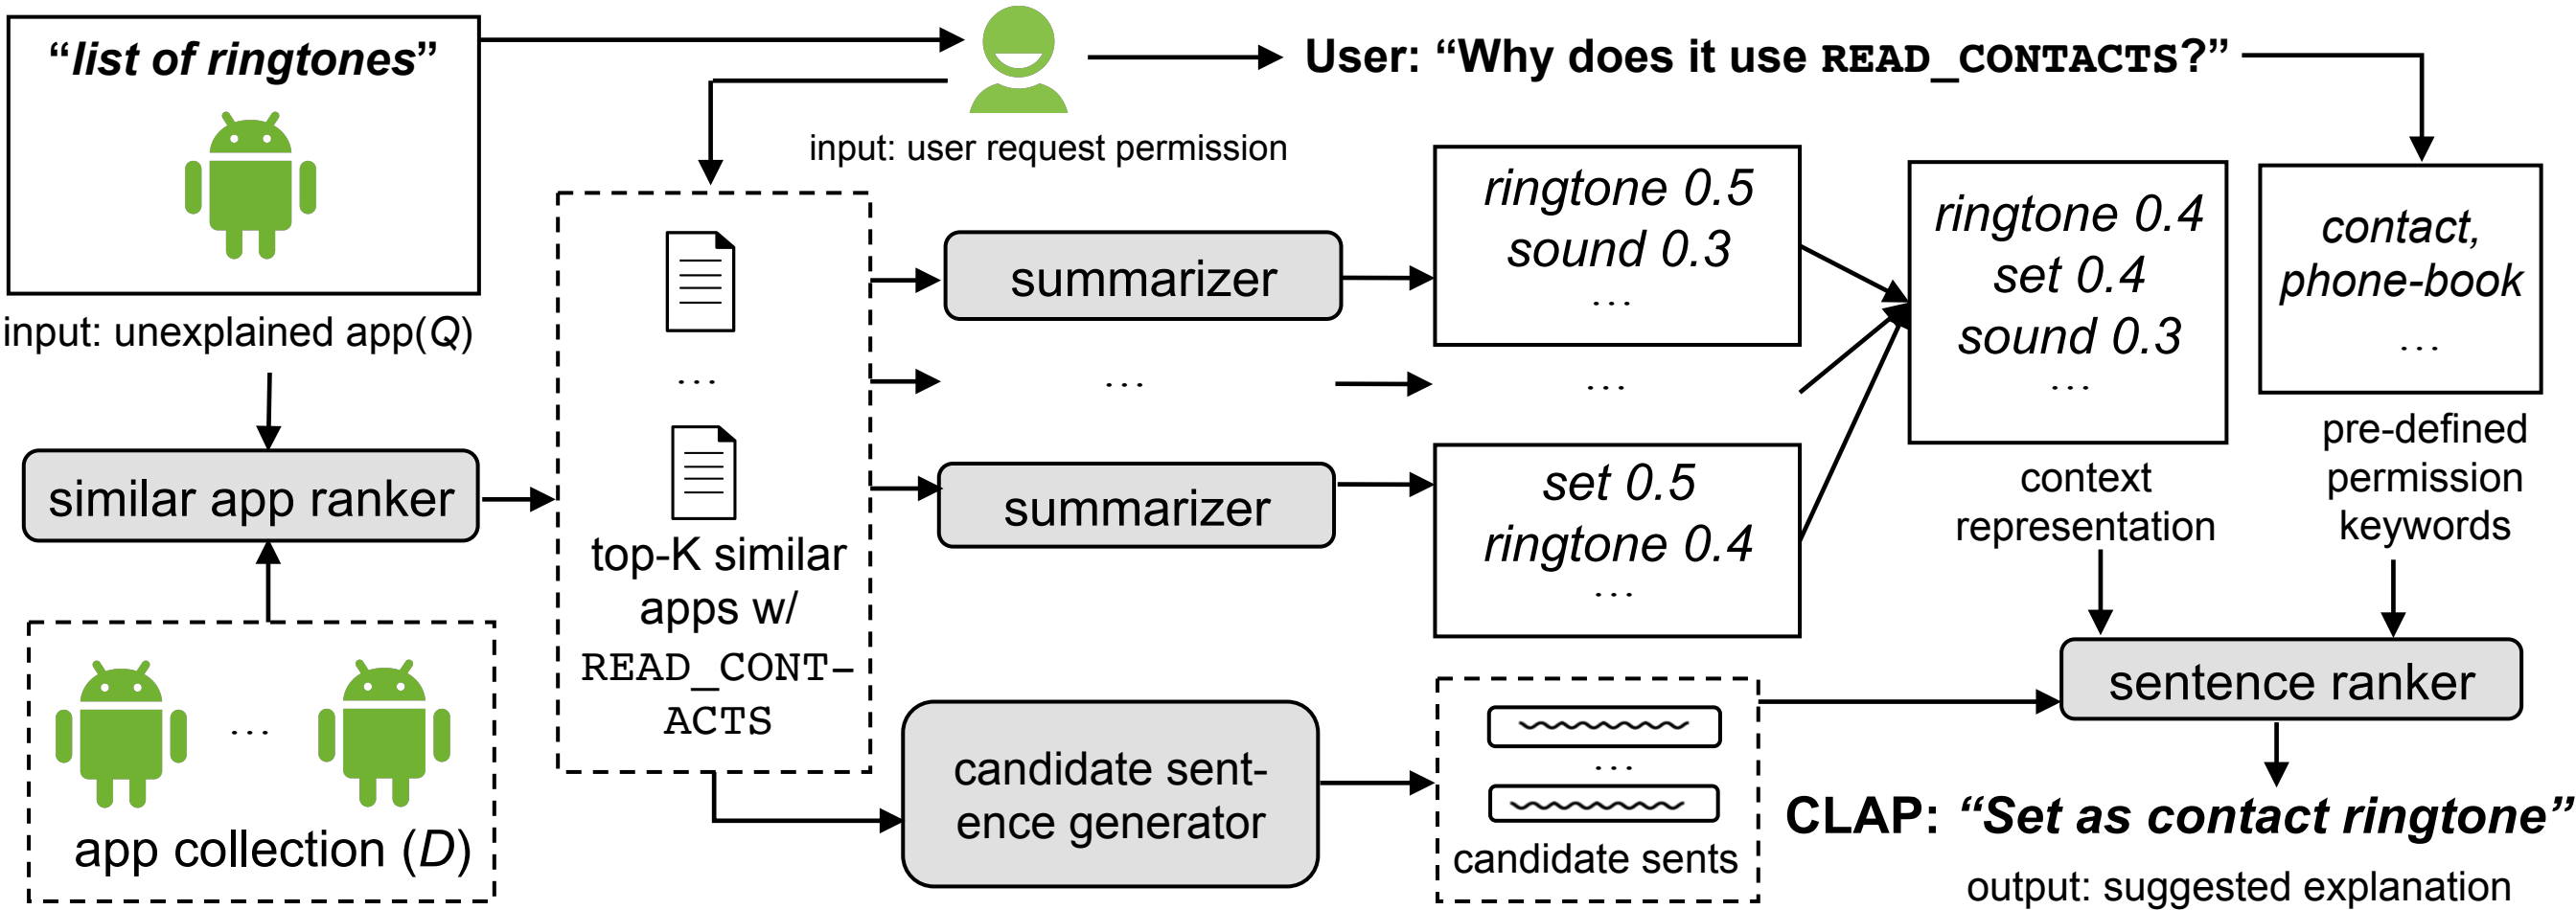 “list of ringtones”
input: unexplained app(Q)
similar app ranker
...
app collection (D)
input: user request permission
User: “Why does it use READ_CONTACTS?”
...
top-K similar
apps w/
READ_CONT-
ACTS
summarizer
...
summarizer
candidate sent-
ence generator
ringtone 0.5
sound 0.3
...
...
set 0.5
ringtone 0.4
...
...
candidate sents
ringtone 0.4
set 0.4
sound 0.3
...
context
representation
contact,
phone-book
...
pre-defined
permission
keywords
sentence ranker
CLAP: “Set as contact ringtone”
output: suggested explanation